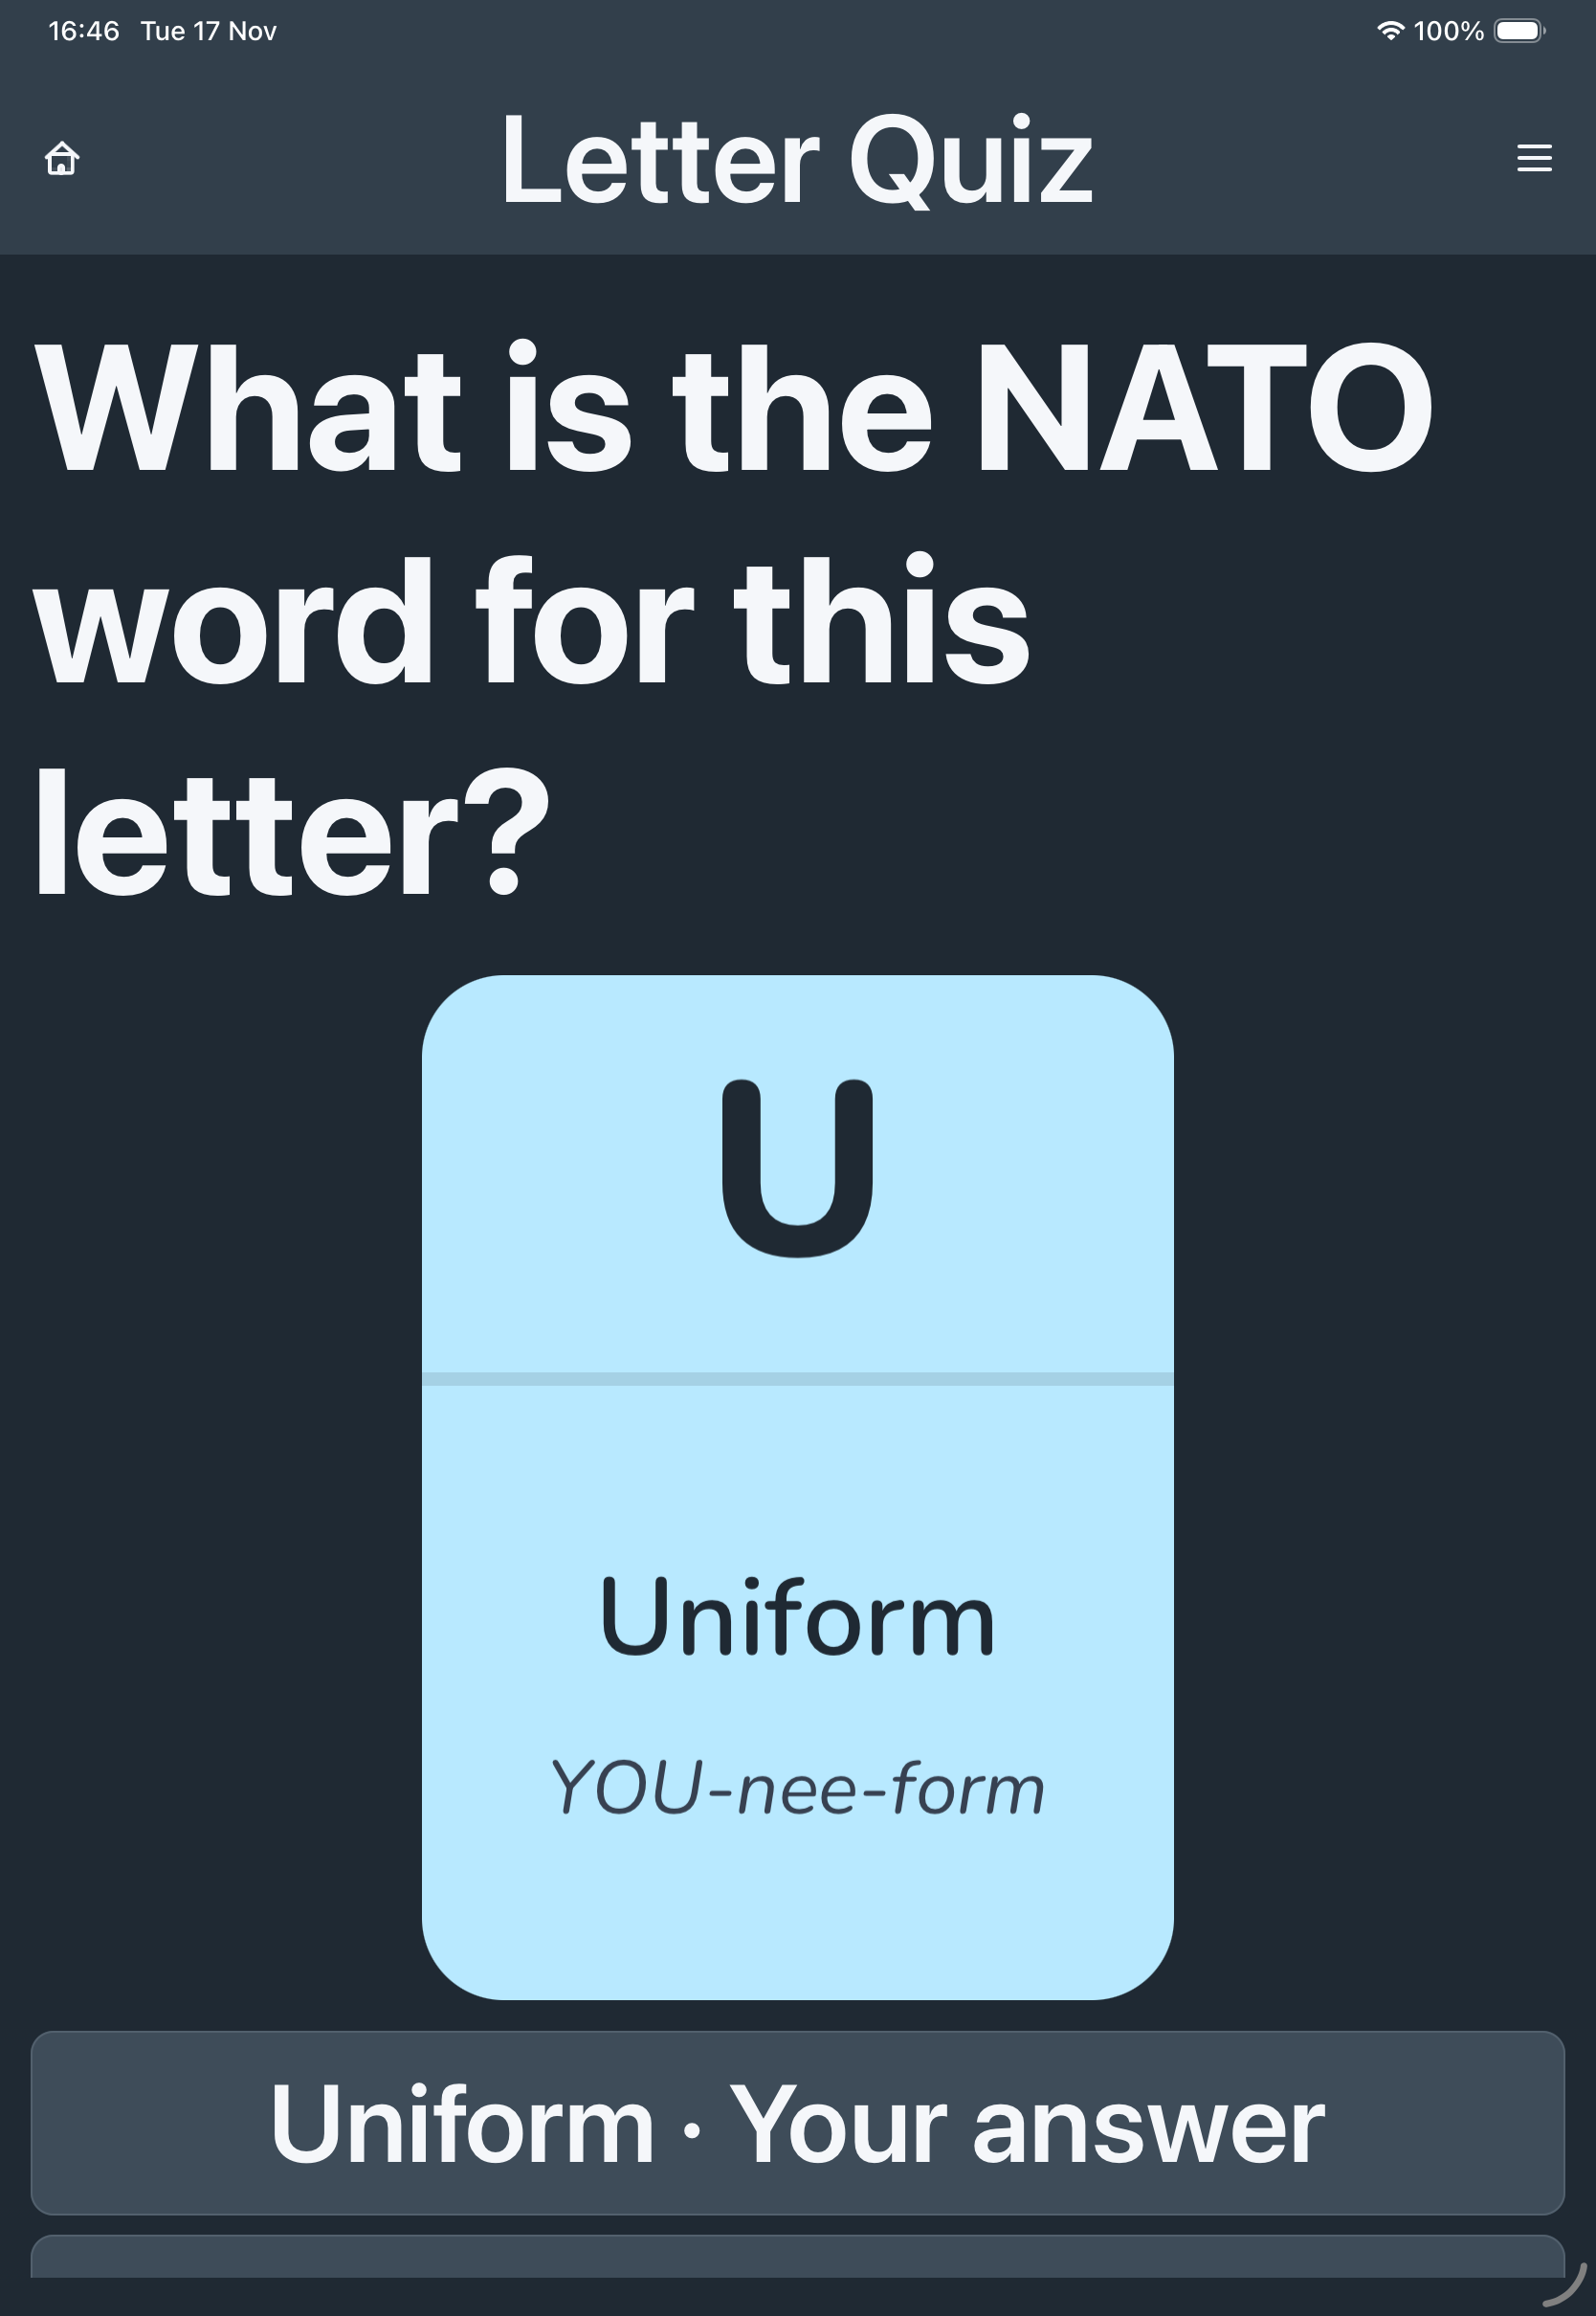 16:46 Tue 17 Nov 100%
Letter Quiz
What is the NATO
word for this
letter?
U
Uniform
YOU-nee-form
Uniform · Your answer